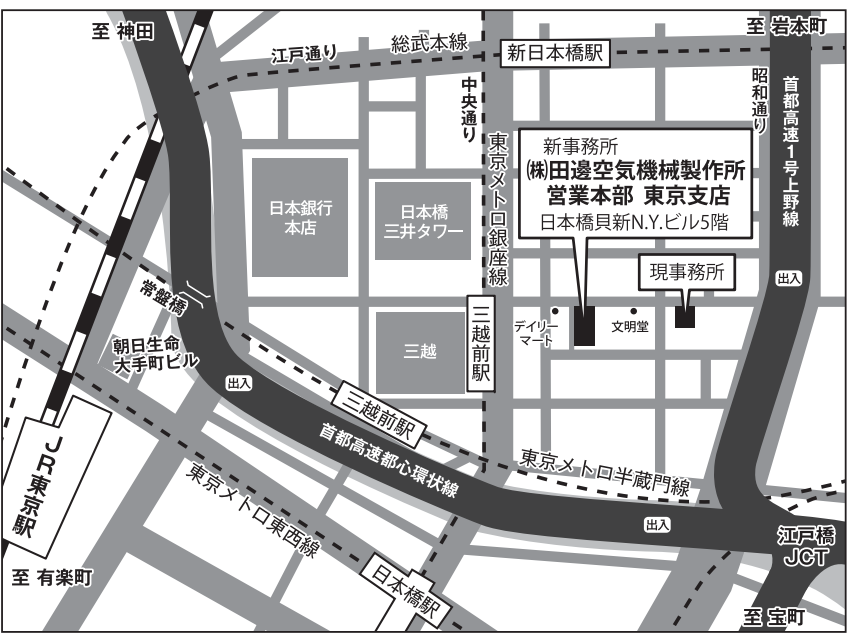 至 神田
江戸通り
総武本線
新日本橋駅
至 岩本町
中央通り
昭和通り
首都高速1号上野線
東京メトロ銀座線
新事務所
㈱田邊空気機械製作所
営業本部 東京支店
日本橋貝新N.Y.ビル5階
日本銀行
本店
日本橋
三井タワー
現事務所
出入
常盤橋
三越前駅
デイリー
マート
文明堂
朝日生命
大手町ビル
三越
出入
三越前駅
首都高速都心環状線
東京メトロ半蔵門線
JR東京駅
東京メトロ東西線
出入
江戸橋
JCT
至 有楽町
日本橋駅
至 宝町